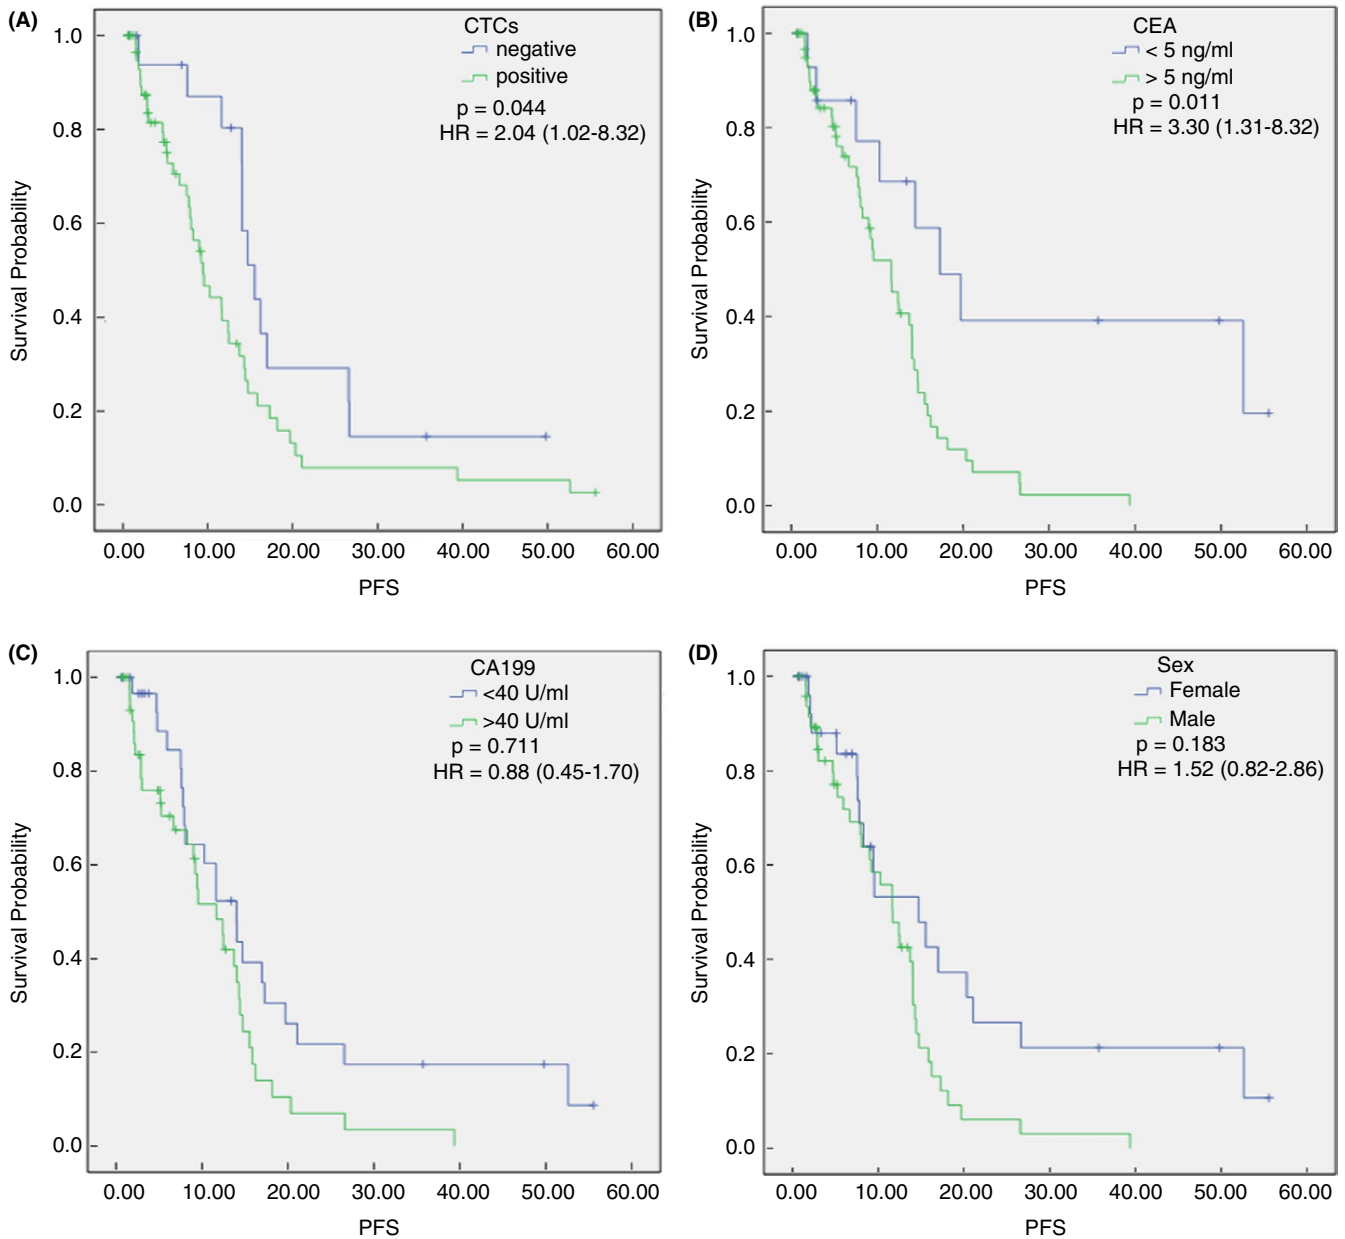 (A)
CTCs
negative
positive
p = 0.044
HR = 2.04 (1.02-8.32)
1.0
0.8
0.6
0.4
0.2
0.0
Survival Probability
0.00 10.00 20.00 30.00 40.00 50.00 60.00
PFS
(B)
CEA
< 5 ng/ml
> 5 ng/ml
p = 0.011
HR = 3.30 (1.31-8.32)
1.0
0.8
0.6
0.4
0.2
0.0
Survival Probability
0.00 10.00 20.00 30.00 40.00 50.00 60.00
PFS
(C)
CA199
<40 U/ml
>40 U/ml
p = 0.711
HR = 0.88 (0.45-1.70)
1.0
0.8
0.6
0.4
0.2
0.0
Survival Probability
0.00 10.00 20.00 30.00 40.00 50.00 60.00
PFS
(D)
Sex
Female
Male
p = 0.183
HR = 1.52 (0.82-2.86)
1.0
0.8
0.6
0.4
0.2
0.0
Survival Probability
0.00 10.00 20.00 30.00 40.00 50.00 60.00
PFS